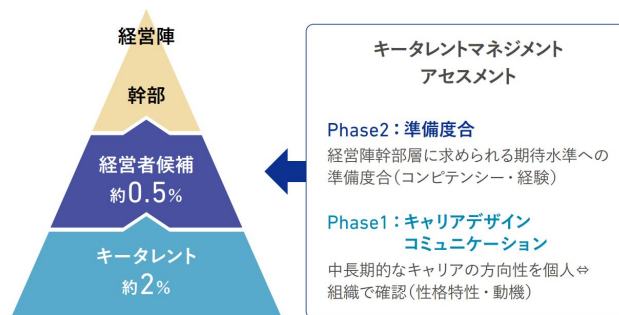 経営陣
幹部
経営者候補
約0.5%
キータレント
約2%
キータレントマネジメント
アセスメント
Phase2：準備度合
経営陣幹部層に求められる期待水準への
準備度合（コンピテンシー・経験）
Phase1：キャリアデザイン
コミュニケーション
中長期的なキャリアの方向性を個人⇔
組織で確認（性格特性・動機）